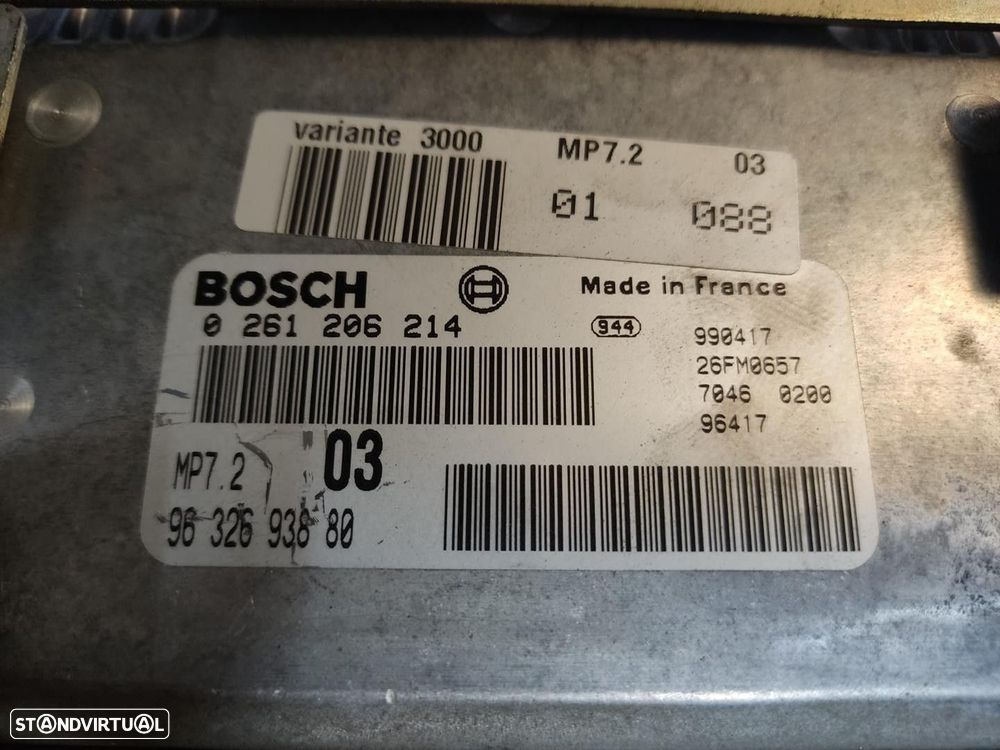 variante 3000 MP7.2 03
01 088
BOSCH Made in France
0 261 206 214 944 990417
26FM0657
7046 0200
96417
MP7.2 03
96 326 938 80
STANDVIRTUAL